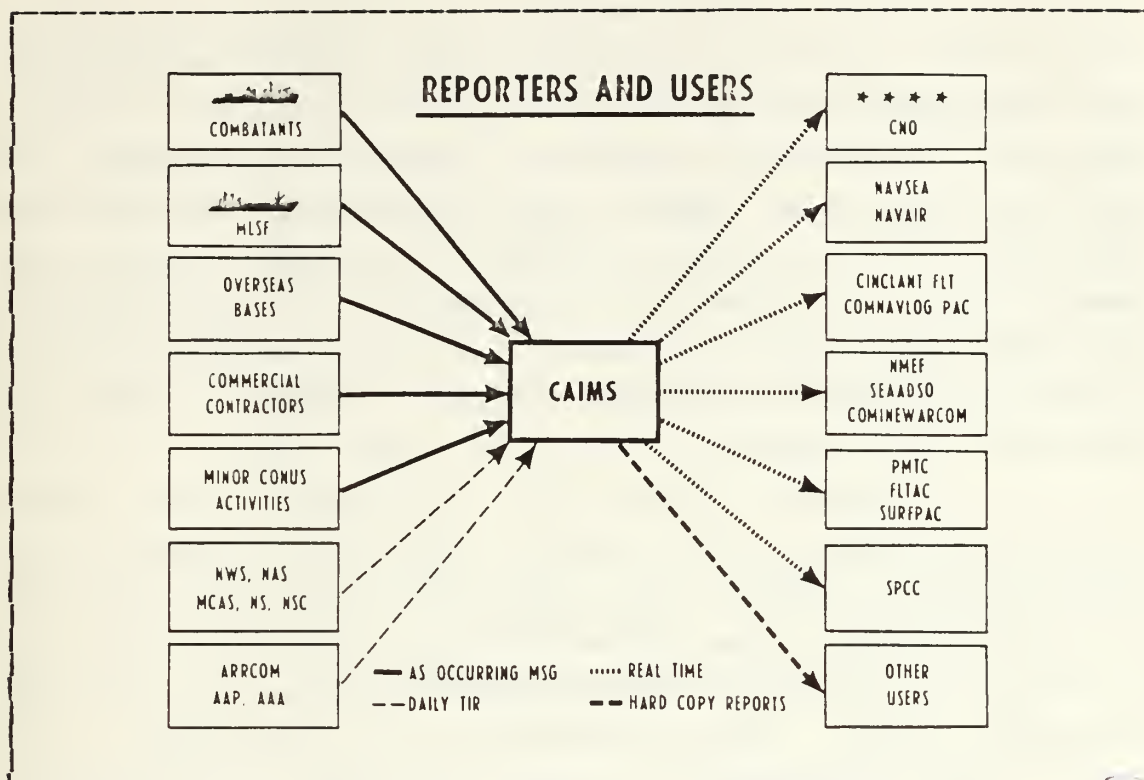 REPORTERS AND USERS
COMBATANTS
MLSF
OVERSEAS
BASES
COMMERCIAL
CONTRACTORS
MINOR CONUS
ACTIVITIES
NWS, NAS
MCAS, NS, NSC
ARRCOM
AAP, AAA
CAIMS
★ ★ ★ ★
CNO
NAVSEA
NAVAIR
CINCLANT FLT
COMNAVLOG PAC
NMEF
SEAADSO
COMINEWARCOM
PMTC
FLTAC
SURFPAC
SPCC
OTHER
USERS
AS OCCURRING MSG
REAL TIME
DAILY TIR
HARD COPY REPORTS